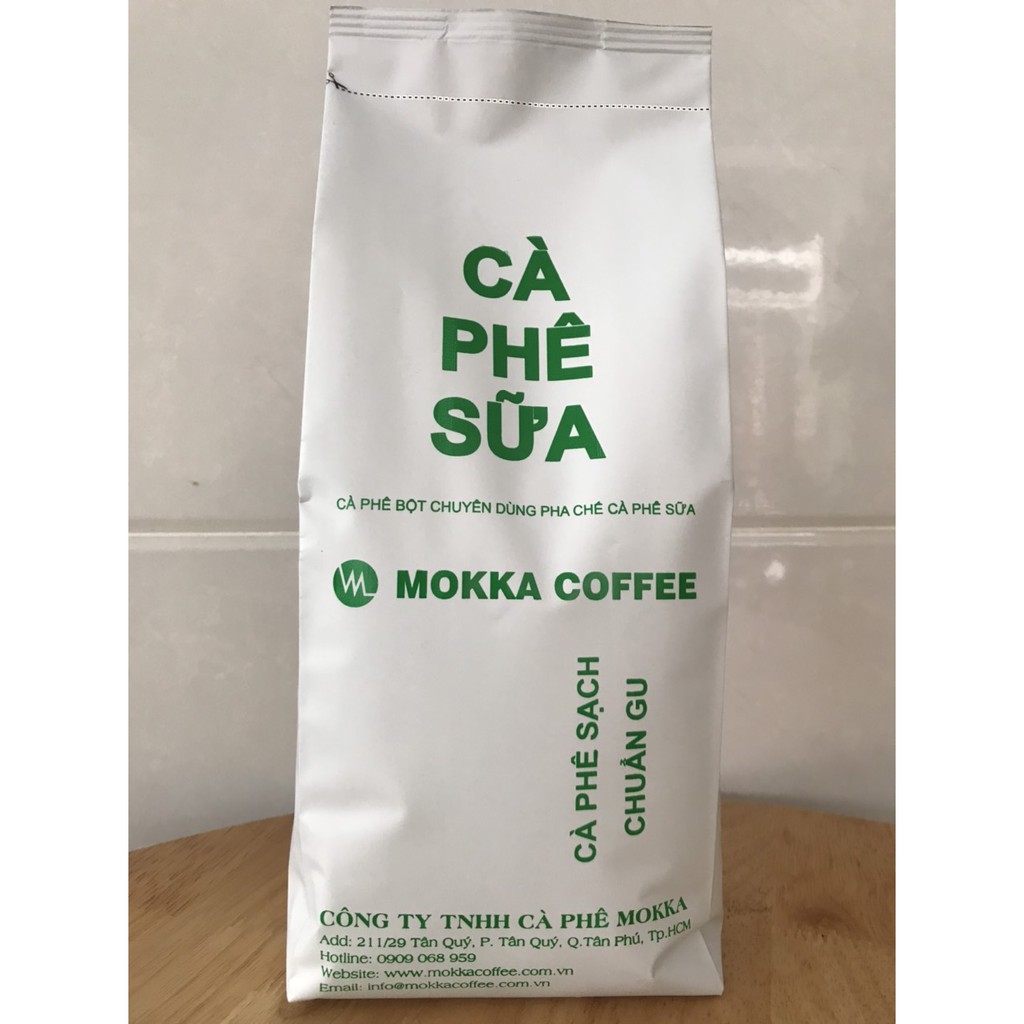 CÀ
PHÊ
SỮA
CÀ PHÊ BỘT CHUYÊN DÙNG PHA CHẾ CÀ PHÊ SỮA
MOKKA COFFEE
CÀ PHÊ SẠCH
CHUẨN GU
CÔNG TY TNHH CÀ PHÊ MOKKA
Add: 211/29 Tân Quý, P. Tân Quý, Q.Tân Phú, Tp.HCM
Hotline: 0909 068 959
Website: www.mokkacoffee.com.vn
Email: info@mokkacoffee.com.vn